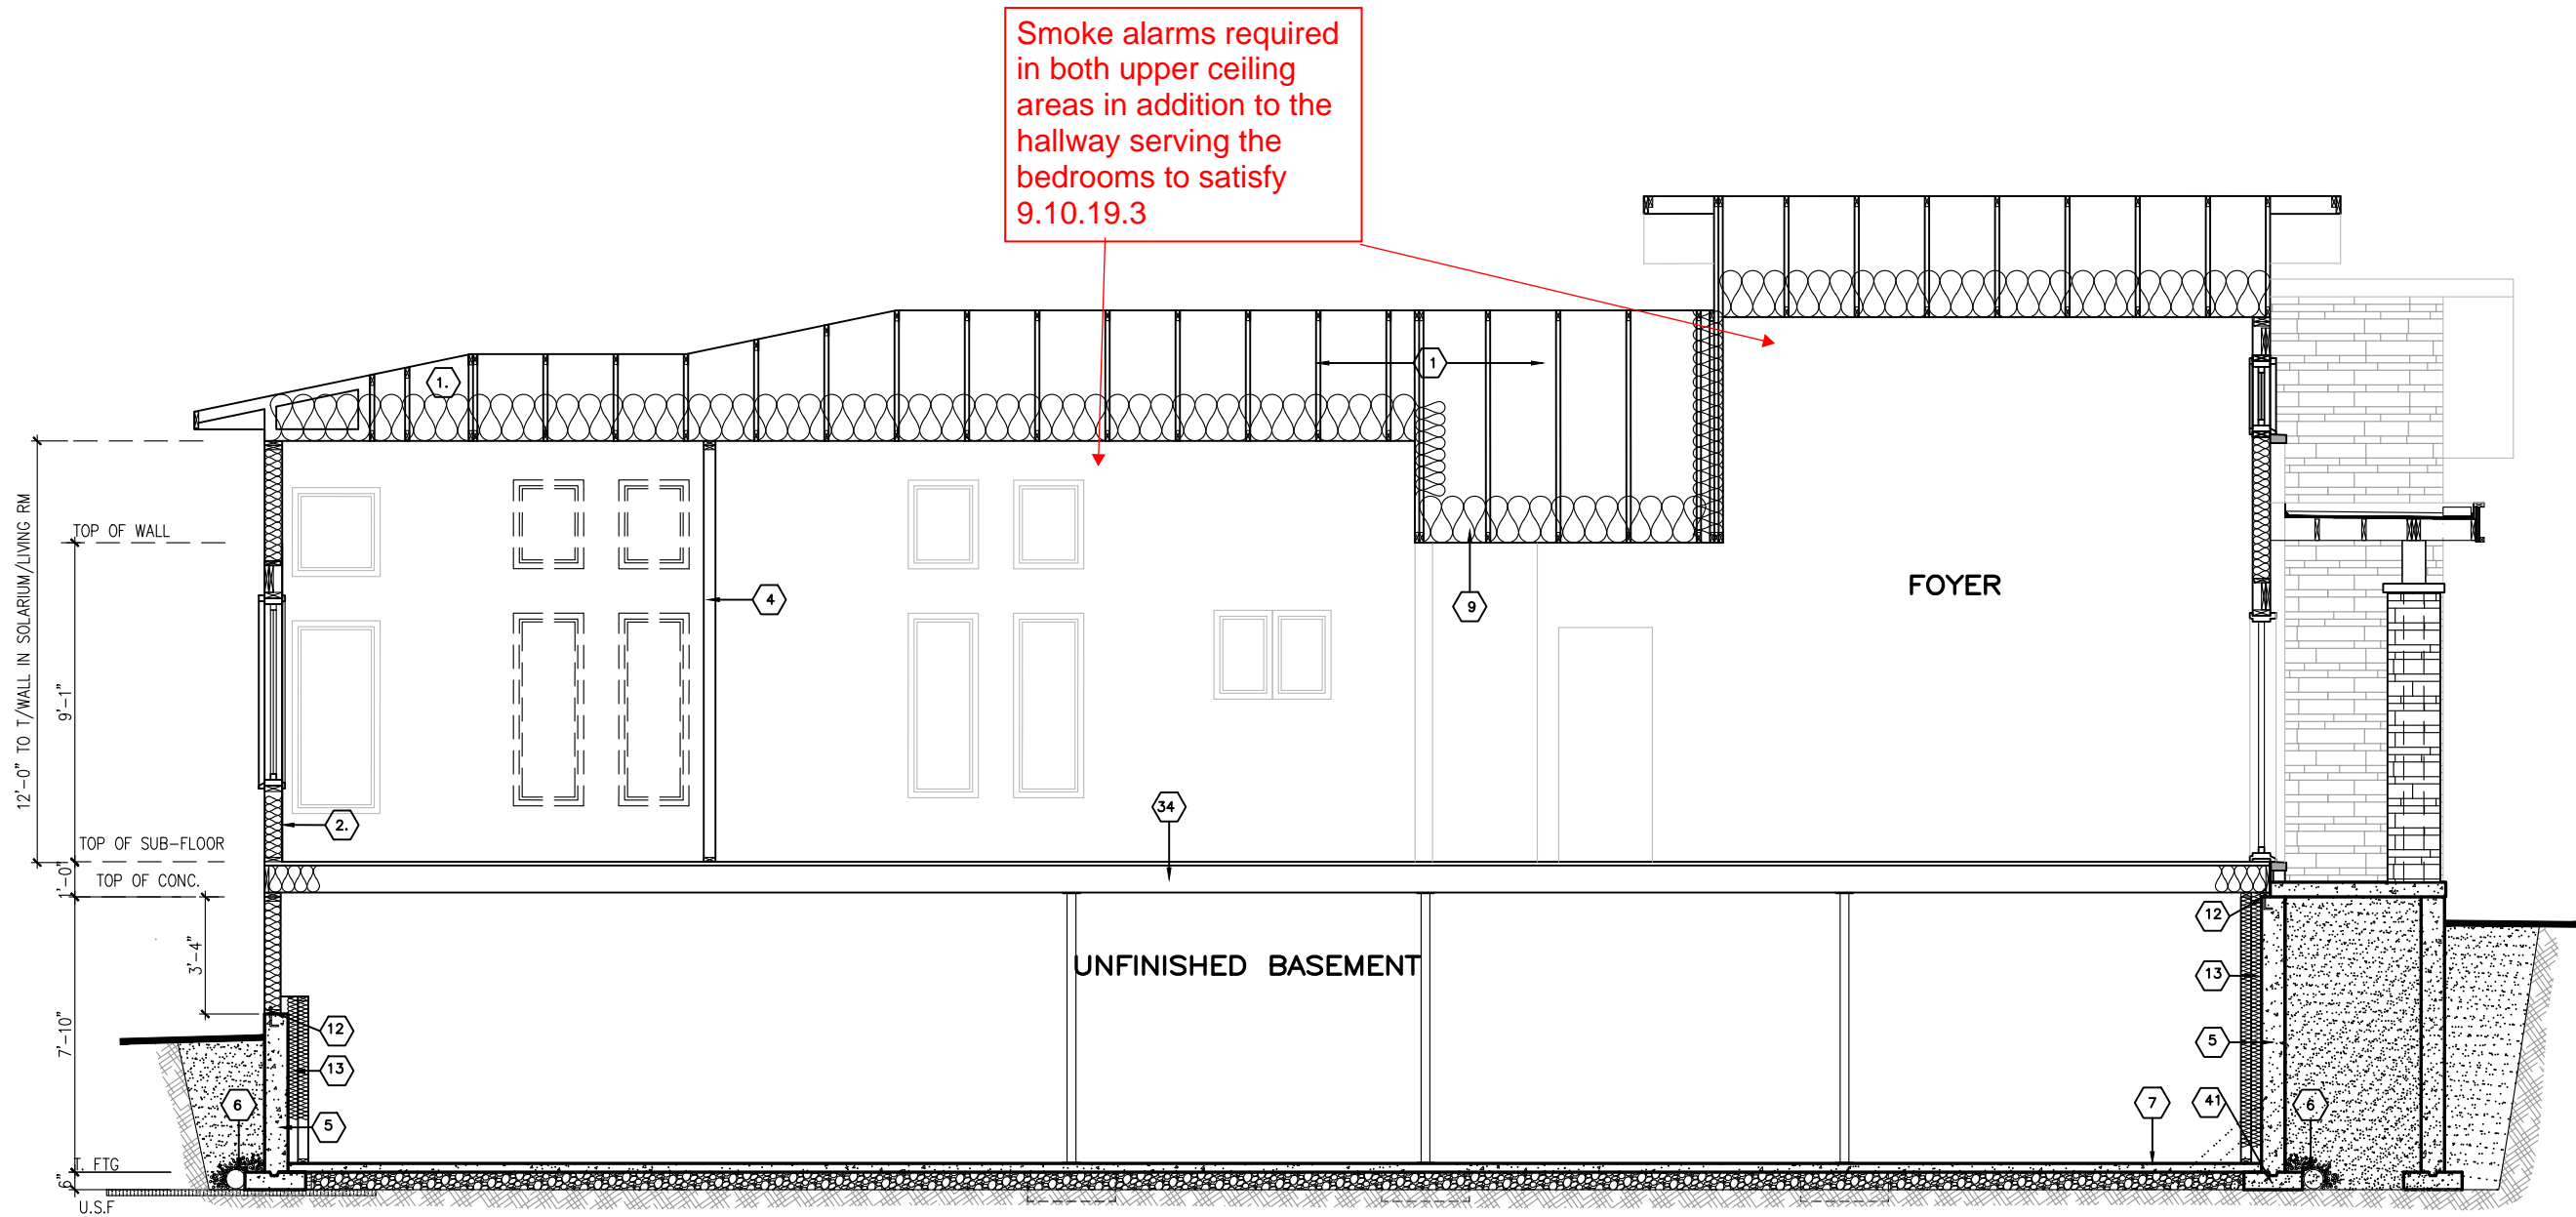 Smoke alarms required
in both upper ceiling
areas in addition to the
hallway serving the
bedrooms to satisfy
9.10.19.3
1.
1
12'-0" TO T/WALL IN SOLARIUM/LIVING RM
TOP OF WALL
9'-1"
4
9
FOYER
2.
34
TOP OF SUB-FLOOR
1'-0"
TOP OF CONC.
3'-4"
7'-10"
UNFINISHED BASEMENT
12
13
5
12
13
5
6
7
41
6
T. FTG
6"
U.S.F